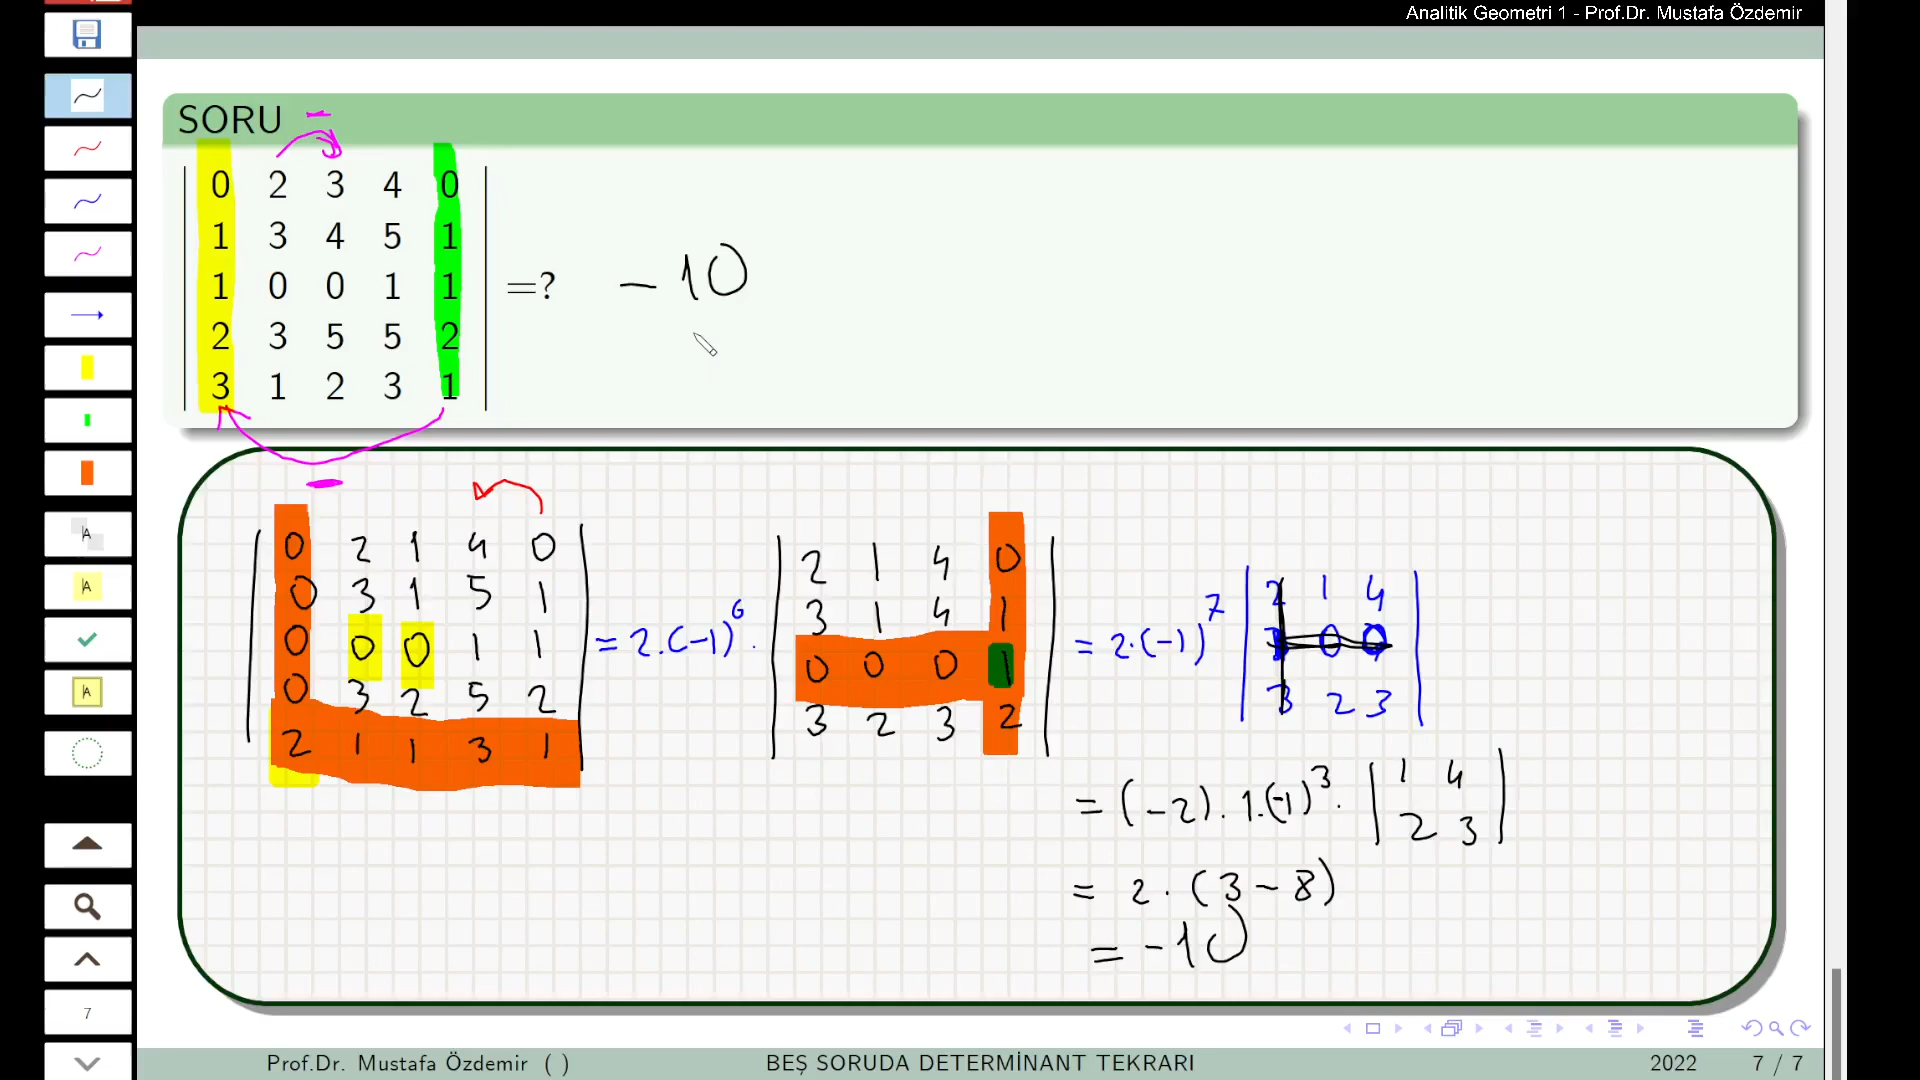 Analitik Geometri 1 - Prof.Dr. Mustafa Özdemir
SORU -
0 2 3 4 0
1 3 4 5 1
1 0 0 1 1
2 3 5 5 2
3 1 2 3 1
=? -10
-
0 2 1 4 0
0 3 1 5 1
0 0 0 1 1
0 3 2 5 2
2 1 1 3 1
= 2.(-1)^6 .
2 1 4 0
3 1 4 1
0 0 0 1
3 2 3 2
= 2.(-1)^7
2 1 4
0 0
3 2 3
= (-2).1.(-1)^3.
1 4
2 3
= 2.(3-8)
= -10
A
A
A
7
Prof.Dr. Mustafa Özdemir ( ) BEŞ SORUDA DETERMİNANT TEKRARI 2022 7 / 7